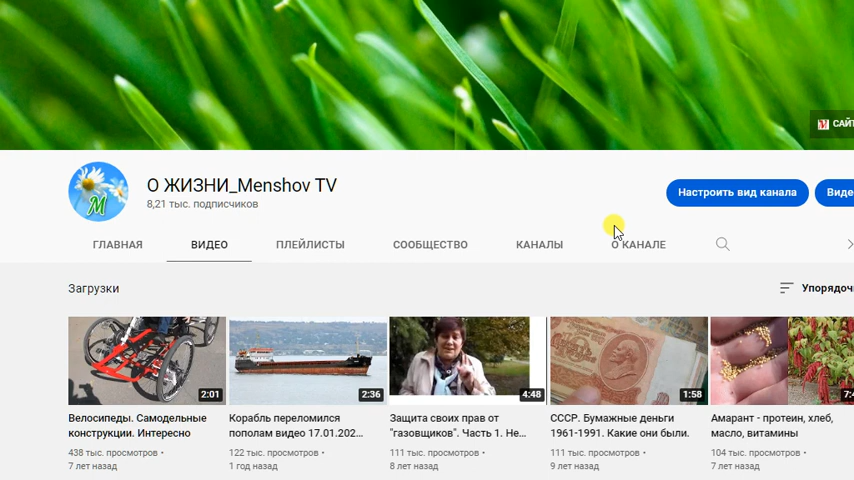 САЙТ
О ЖИЗНИ_Menshov TV
8,21 тыс. подписчиков
Настроить вид канала
ГЛАВНАЯ
ВИДЕО
ПЛЕЙЛИСТЫ
СООБЩЕСТВО
КАНАЛЫ
О КАНАЛЕ
Загрузки
2:01
2:36
4:48
1:58
Велосипеды. Самодельные
конструкции. Интересно
438 тыс. просмотров •
7 лет назад
Корабль переломился
пополам видео 17.01.202...
122 тыс. просмотров •
1 год назад
Защита своих прав от
"газовщиков". Часть 1. Не...
111 тыс. просмотров •
8 лет назад
СССР. Бумажные деньги
1961-1991. Какие они были.
111 тыс. просмотров •
9 лет назад
Амарант - протеин, хлеб,
масло, витамины
104 тыс. просмотров •
7 лет назад